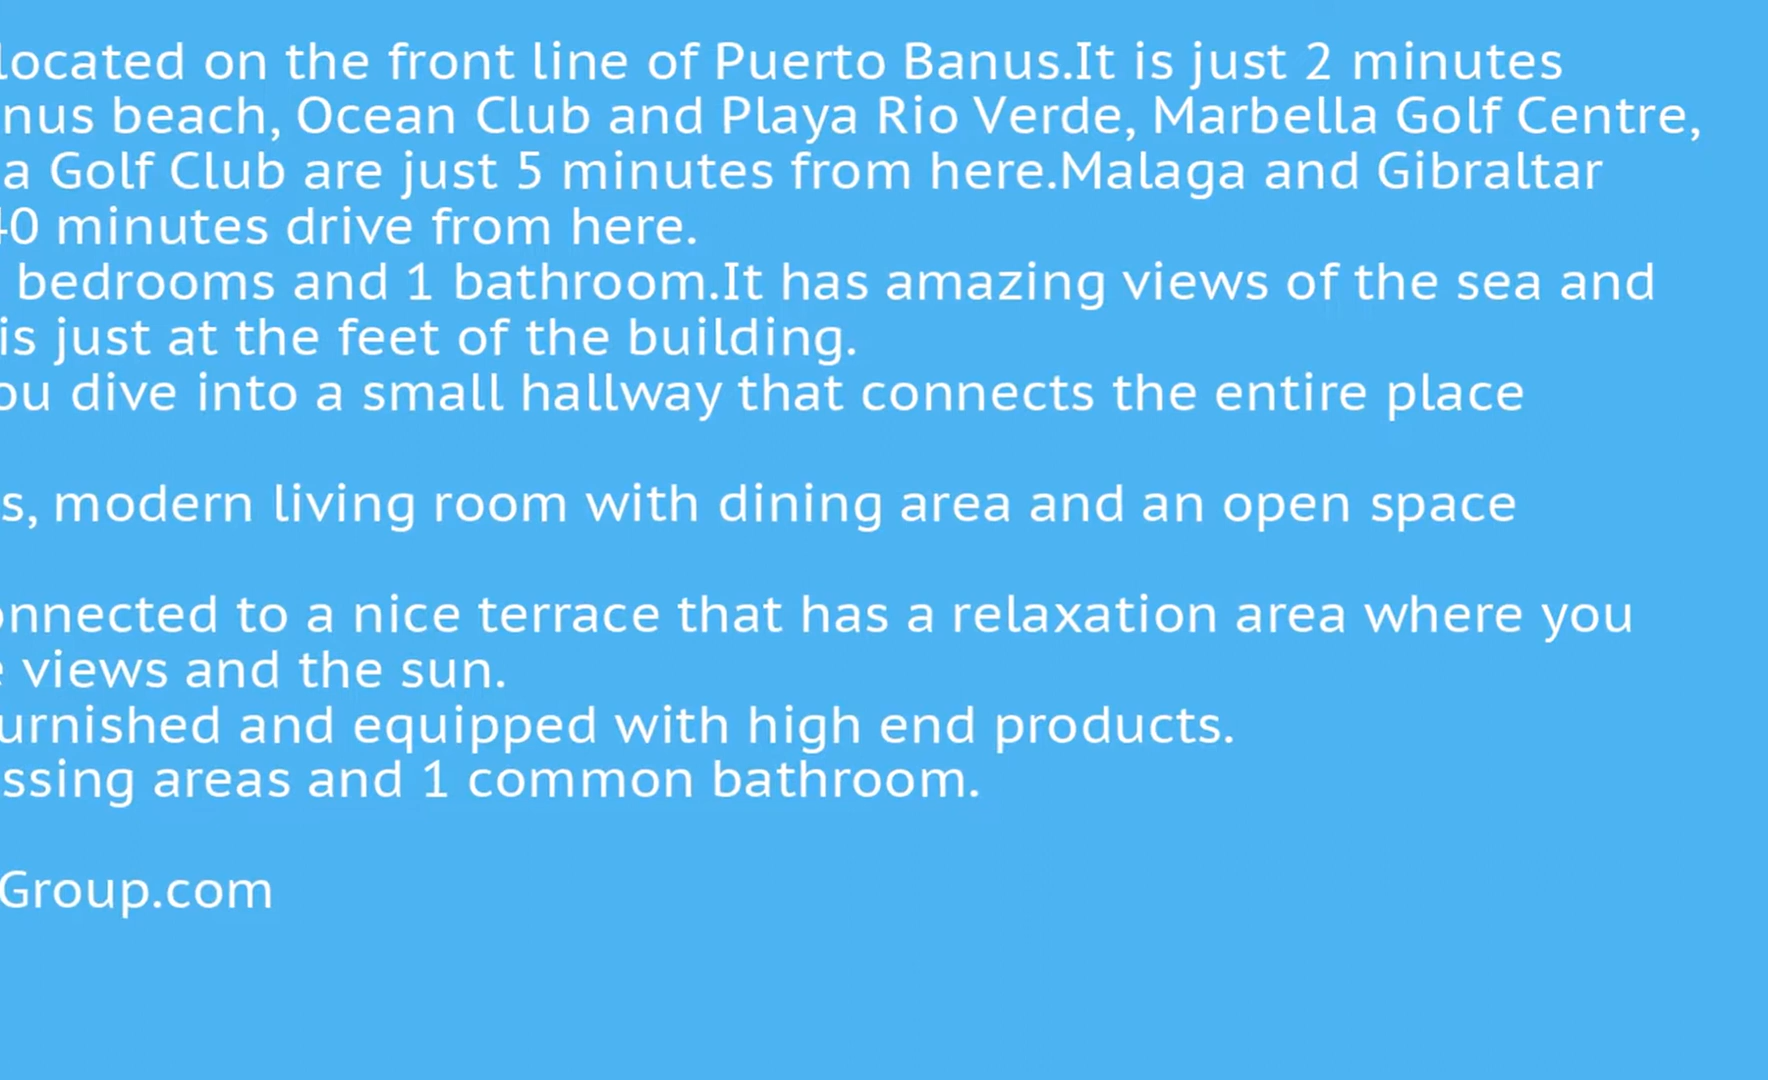 located on the front line of Puerto Banus.It is just 2 minutes
nus beach, Ocean Club and Playa Rio Verde, Marbella Golf Centre,
a Golf Club are just 5 minutes from here.Malaga and Gibraltar
40 minutes drive from here.
bedrooms and 1 bathroom.It has amazing views of the sea and
is just at the feet of the building.
ou dive into a small hallway that connects the entire place
s, modern living room with dining area and an open space
onnected to a nice terrace that has a relaxation area where you
e views and the sun.
urnished and equipped with high end products.
ssing areas and 1 common bathroom.
Group.com